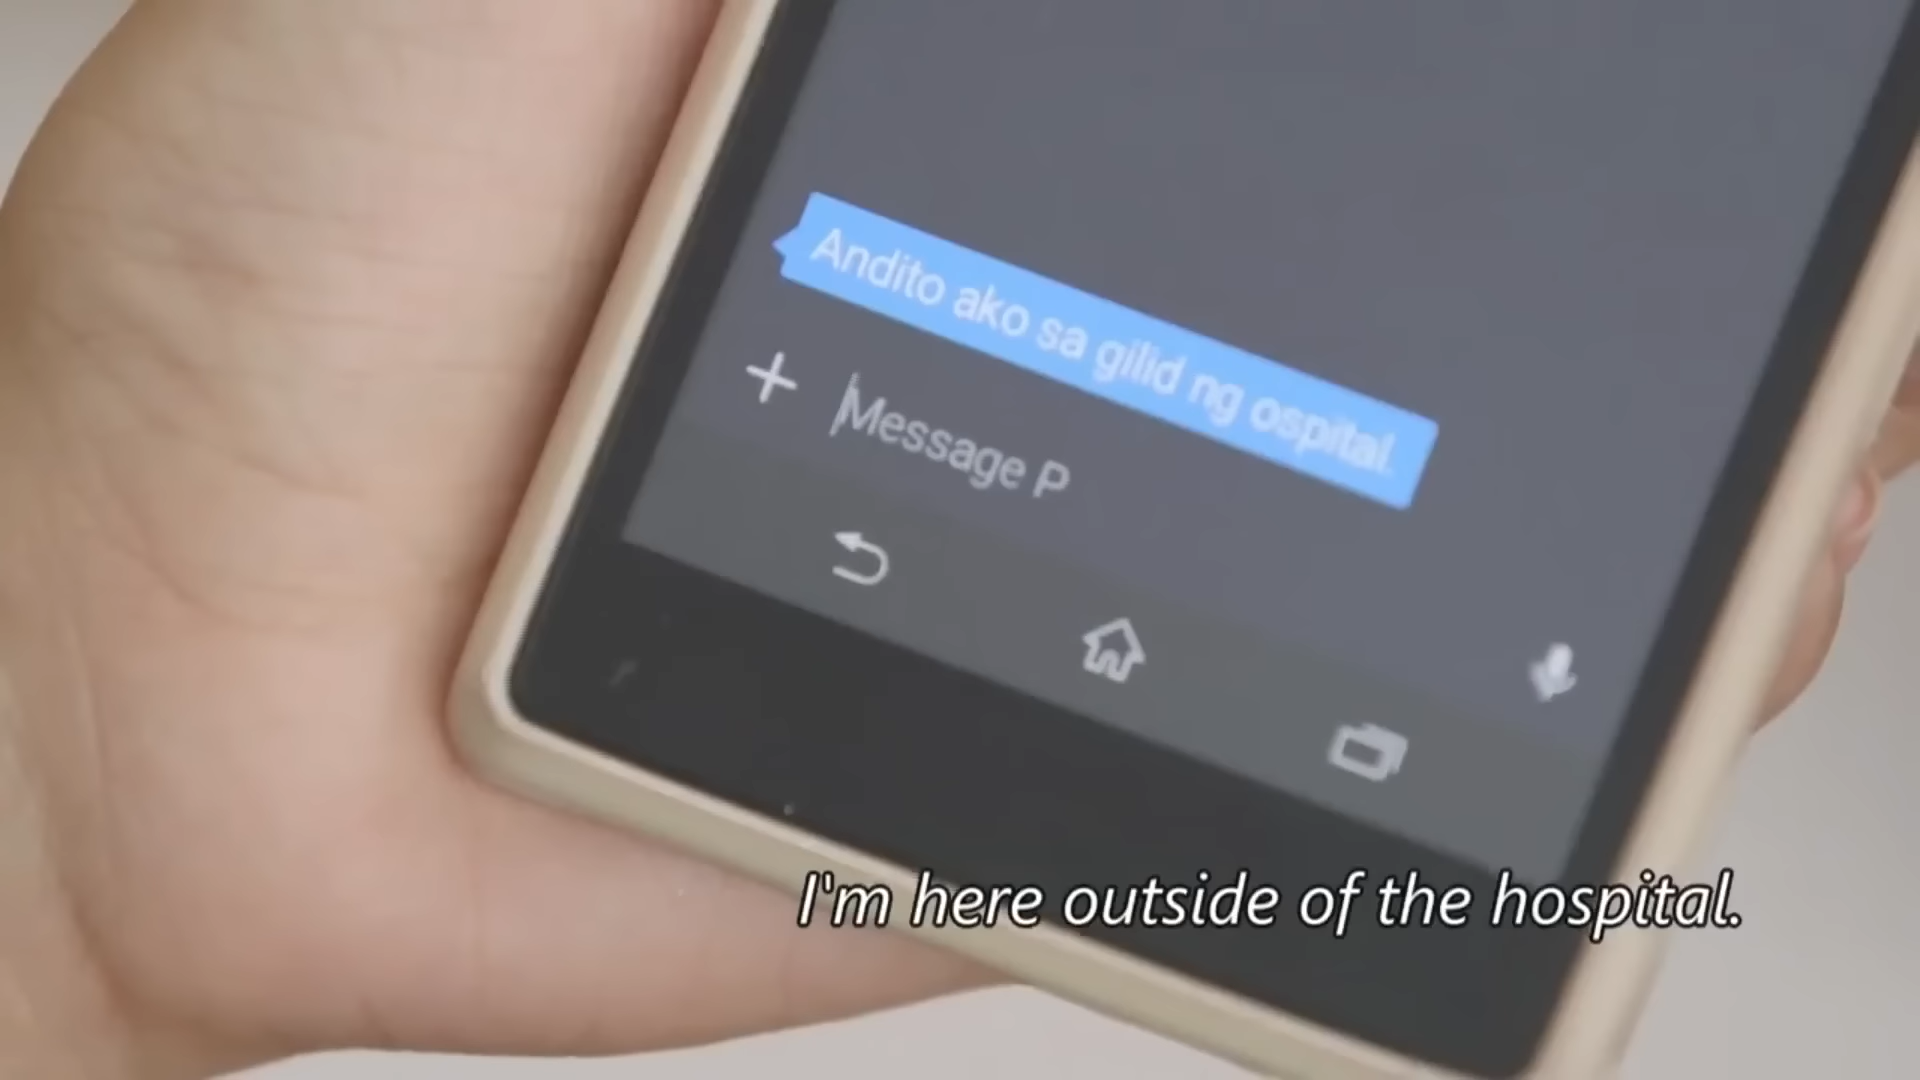 Andito ako sa gilid ng ospital.
Message P
I'm here outside of the hospital.